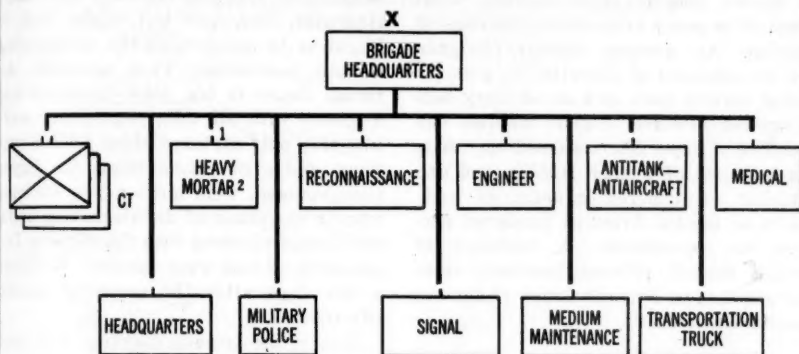 X
BRIGADE
HEADQUARTERS
CT
1
HEAVY
MORTAR 2
RECONNAISSANCE
ENGINEER
ANTITANK—
ANTIAIRCRAFT
MEDICAL
HEADQUARTERS
MILITARY
POLICE
SIGNAL
MEDIUM
MAINTENANCE
TRANSPORTATION
TRUCK